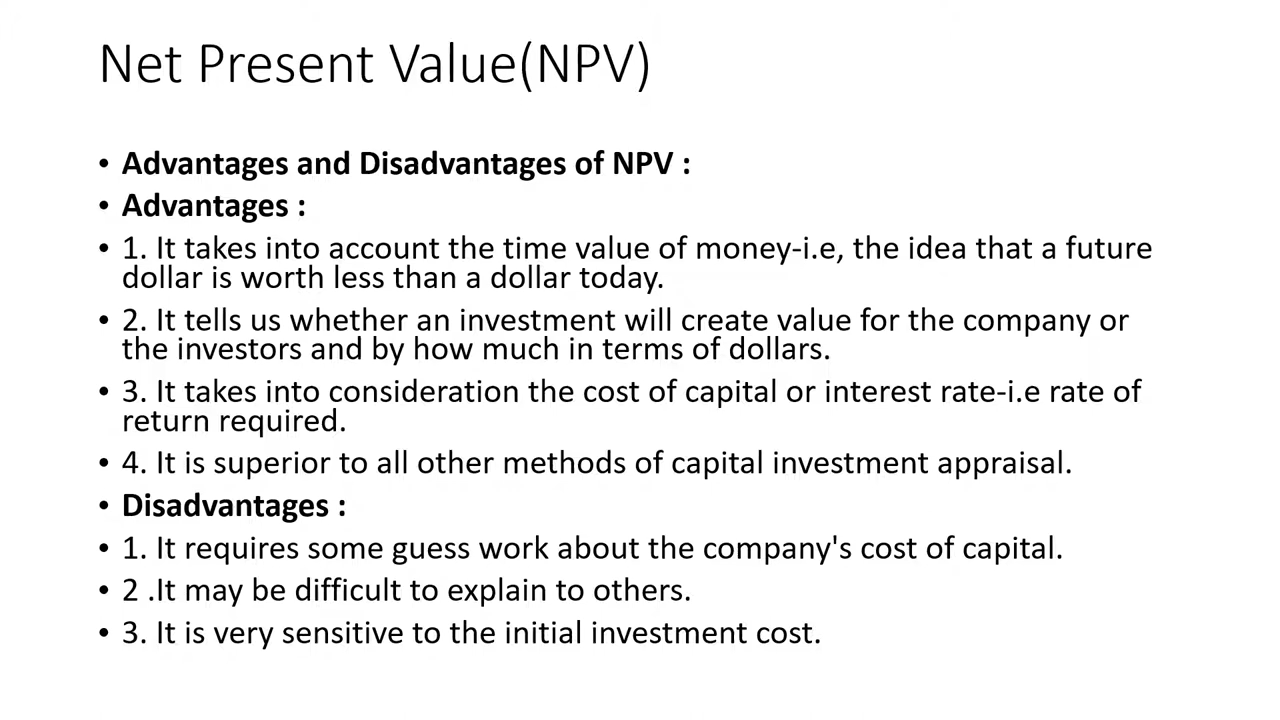 Net Present Value(NPV)
• Advantages and Disadvantages of NPV :
• Advantages :
• 1. It takes into account the time value of money-i.e, the idea that a future
dollar is worth less than a dollar today.
• 2. It tells us whether an investment will create value for the company or
the investors and by how much in terms of dollars.
• 3. It takes into consideration the cost of capital or interest rate-i.e rate of
return required.
• 4. It is superior to all other methods of capital investment appraisal.
• Disadvantages :
• 1. It requires some guess work about the company's cost of capital.
• 2 .It may be difficult to explain to others.
• 3. It is very sensitive to the initial investment cost.